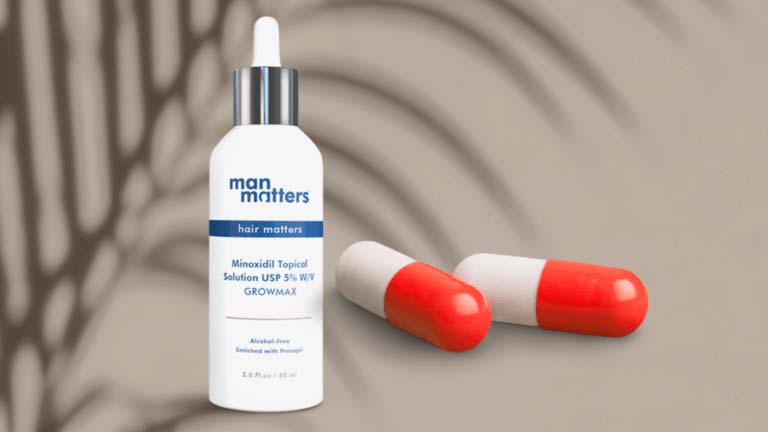 man
matters
hair matters
Minoxidil Topical
Solution USP 5% W/V
GROWMAX
Alcohol-Free
Enriched with Procapil
2.0 Fl.oz / 60 ml